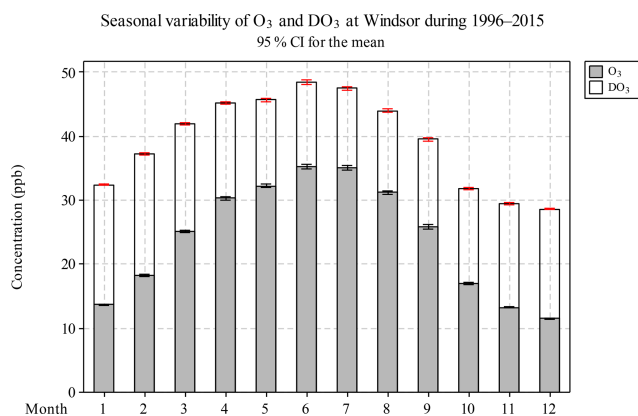 Seasonal variability of O₃ and DO₃ at Windsor during 1996–2015
95 % CI for the mean
O₃
DO₃
Concentration (ppb)
50
40
30
20
10
0
Month 1 2 3 4 5 6 7 8 9 10 11 12